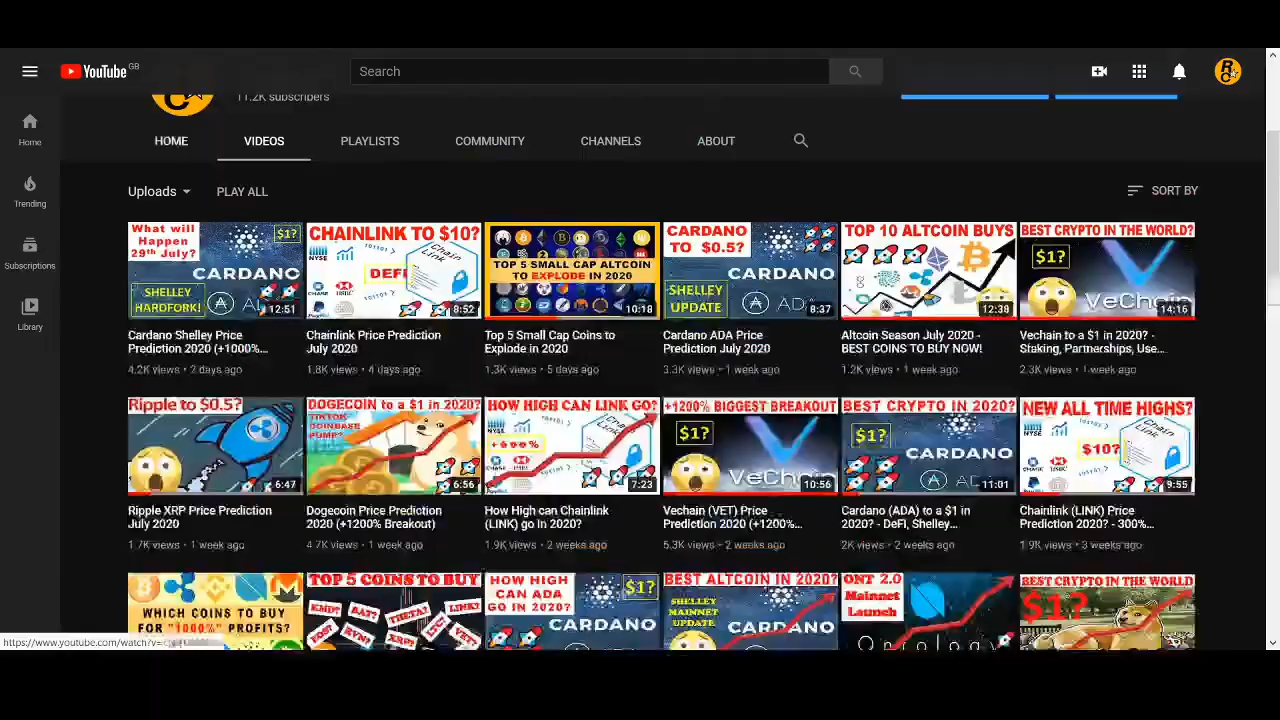 YouTube GB
Search
11.2K subscribers
HOME VIDEOS PLAYLISTS COMMUNITY CHANNELS ABOUT
Home
Trending
Subscriptions
Library
Uploads PLAY ALL SORT BY
What will
Happen
29th July?
$1?
CARDANO
SHELLEY
HARDFORK!
12:51
CHAINLINK TO $10?
DEFI
Chain
Link
8:52
TOP 5 SMALL CAP ALTCOIN
TO EXPLODE IN 2020
10:18
CARDANO
TO $0.5?
CARDANO
SHELLEY
UPDATE
8:37
TOP 10 ALTCOIN BUYS
12:38
BEST CRYPTO IN THE WORLD?
$1?
VeChain
14:16
Cardano Shelley Price
Prediction 2020 (+1000%...
4.2K views • 2 days ago
Chainlink Price Prediction
July 2020
1.8K views • 4 days ago
Top 5 Small Cap Coins to
Explode in 2020
1.3K views • 5 days ago
Cardano ADA Price
Prediction July 2020
3.3K views • 1 week ago
Altcoin Season July 2020 -
BEST COINS TO BUY NOW!
1.2K views • 1 week ago
Vechain to a $1 in 2020? -
Staking, Partnerships, Use...
2.3K views • 1 week ago
Ripple to $0.5?
6:47
DOGECOIN to a $1 in 2020?
TIKTOK
COINBASE
PUMP?
6:56
HOW HIGH CAN LINK GO?
+600%
7:23
+1200% BIGGEST BREAKOUT
$1?
VeChain
10:56
BEST CRYPTO IN 2020?
$1?
CARDANO
11:01
NEW ALL TIME HIGHS?
$10?
Chain
Link
9:55
Ripple XRP Price Prediction
July 2020
1.7K views • 1 week ago
Dogecoin Price Prediction
2020 (+1200% Breakout)
4.7K views • 1 week ago
How High can Chainlink
(LINK) go in 2020?
1.9K views • 2 weeks ago
Vechain (VET) Price
Prediction 2020 (+1200%...
5.3K views • 2 weeks ago
Cardano (ADA) to a $1 in
2020? - DeFi, Shelley...
2K views • 2 weeks ago
Chainlink (LINK) Price
Prediction 2020? - 300%...
1.9K views • 3 weeks ago
WHICH COINS TO BUY
FOR "1000%" PROFITS?
TOP 5 COINS TO BUY
BAT?
THETA?
LINK?
XRP?
LTC?
VET?
HOW HIGH
CAN ADA
GO IN 2020?
$1?
CARDANO
BEST ALTCOIN IN 2020?
SHELLEY
MAINNET
UPDATE
CARDANO
ONT 2.0
Mainnet
Launch
BEST CRYPTO IN THE WORLD
$1?
https://www.youtube.com/watch?v=